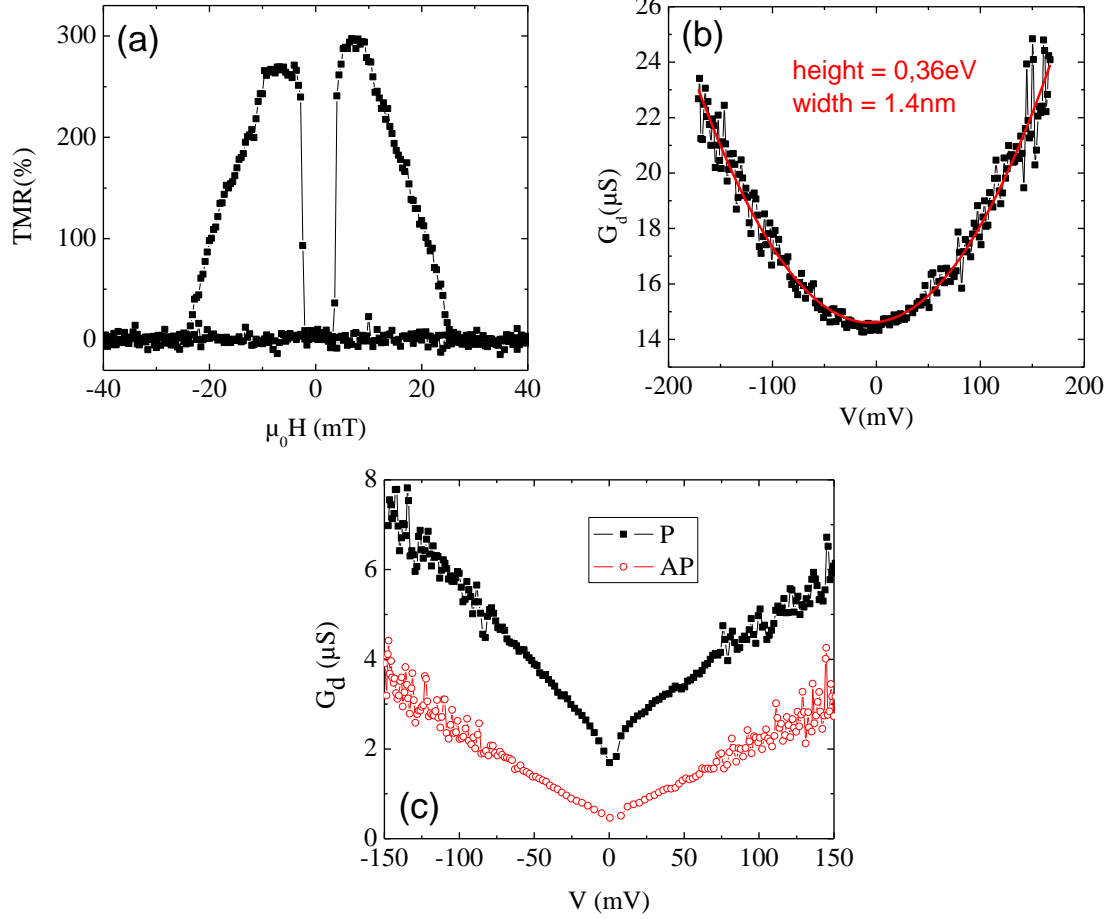 (a)
300
200
100
0
TMR(%)
-40
-20
0
20
40
μ0H (mT)
(b)
height = 0,36eV
width = 1.4nm
26
24
22
20
18
16
14
Gd(μS)
-200
-100
0
100
200
V(mV)
8
6
4
2
0
Gd (μS)
P
AP
(c)
-150
-100
-50
0
50
100
150
V (mV)